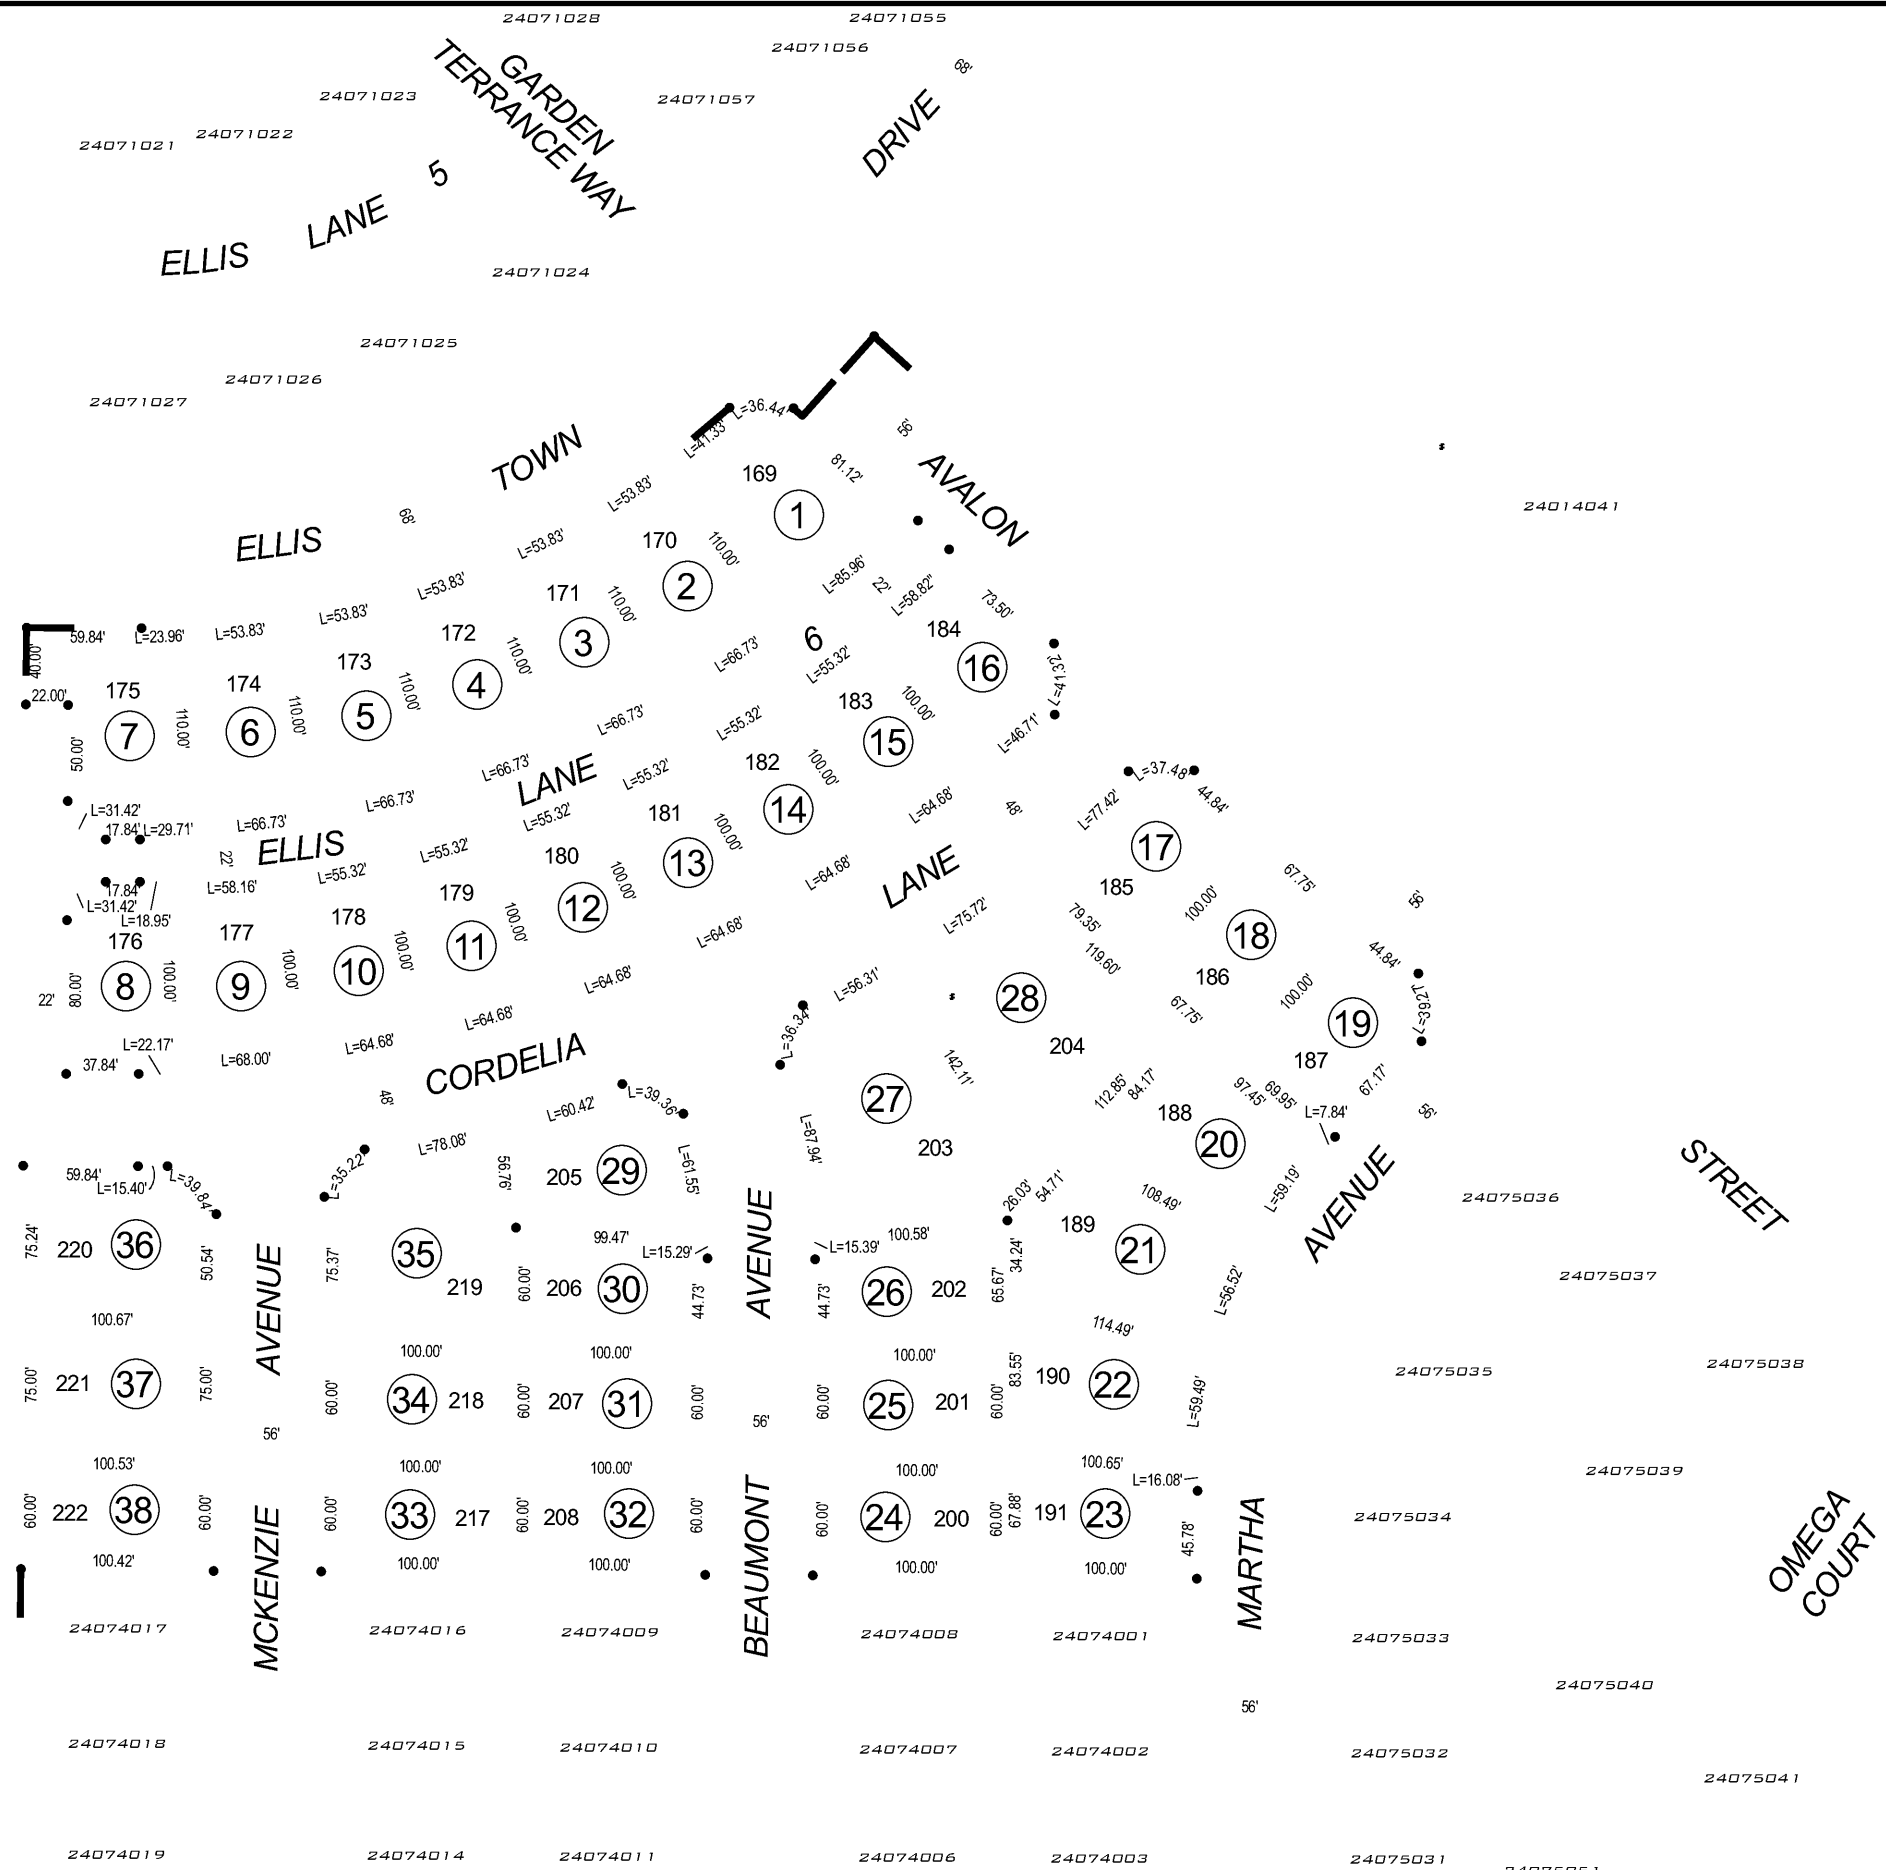 24071028
24071055
24071056
68'
GARDEN
TERRANCE WAY
24071023
24071057
DRIVE
24071022
24071021
5
ELLIS LANE
24071024
24071025
24071026
24071027
L=36.44'
L=41.33'
56'
TOWN
AVALON
169
81.12'
24014041
L=53.83'
68'
ELLIS
L=53.83'
170
1
110.00'
L=53.83'
171
2
L=85.96'
22'
L=58.82"
73.50'
L=53.83'
172
110.00'
3
6
184
59.84'
L=23.96'
L=53.83'
40.00'
173
110.00'
4
L=66.73'
L=55.32'
16
L=41.32'
22.00'
175
174
110.00'
5
110.00'
6
110.00'
7
50.00'
L=66.73'
L=55.32'
183
100.00'
15
L=46.71'
L=66.73'
LANE
L=55.32'
182
100.00'
14
L=37.48'
44.84'
L=31.42'
17.84'
L=29.71'
L=66.73'
L=66.73'
L=55.32'
181
100.00'
13
L=64.68'
48'
L=77.42'
17
22'
ELLIS
L=55.32'
180
100.00'
12
L=64.68'
LANE
185
67.75'
17.84'
L=58.16'
L=55.32'
179
100.00'
11
L=64.68'
L=75.72'
79.35'
100.00'
56'
L=31.42'
L=18.95'
176
177
178
100.00'
10
119.60'
18
44.84'
8
100.00'
9
100.00'
22'
80.00'
L=64.68'
L=56.31'
28
186
100.00'
L=39.27'
L=64.68'
67.75'
19
L=22.17'
37.84'
L=68.00'
L=64.68'
CORDELIA
L=36.34'
204
187
48'
L=60.42'
L=39.36'
27
142.11'
112.85'
84.17'
97.45'
69.95'
67.17'
188
L=7.84'
56'
L=78.08'
L=87.94'
203
20
STREET
59.84'
L=15.40'
L=39.84'
L=35.22'
56.76'
205
29
L=61.55'
26.03'
54.71'
108.49'
L=59.19'
AVENUE
24075036
75.24'
220
36
50.54'
AVENUE
75.37'
35
219
99.47'
L=15.29'
AVENUE
L=15.39'
100.58'
189
34.24'
21
60.00'
206
30
44.73'
44.73'
26
202
65.67'
L=56.52'
24075037
100.67'
100.00'
100.00'
100.00'
114.49'
24075035
24075038
75.00'
221
37
75.00'
60.00'
34
218
60.00'
207
31
60.00'
60.00'
25
201
60.00'
83.55'
190
22
L=59.49'
56'
56'
100.53'
100.00'
100.00'
100.00'
100.65'
L=16.08'
24075039
60.00'
222
38
60.00'
60.00'
33
217
60.00'
208
32
60.00'
60.00'
24
200
60.00'
67.88'
191
23
45.78'
24075034
100.42'
100.00'
100.00'
100.00'
100.00'
OMEGA
COURT
MCKENZIE
BEAUMONT
MARTHA
24074017
24074016
24074009
24074008
24074001
24075033
24075040
56'
24074018
24074015
24074010
24074007
24074002
24075032
24075041
24074019
24074014
24074011
24074006
24074003
24075031